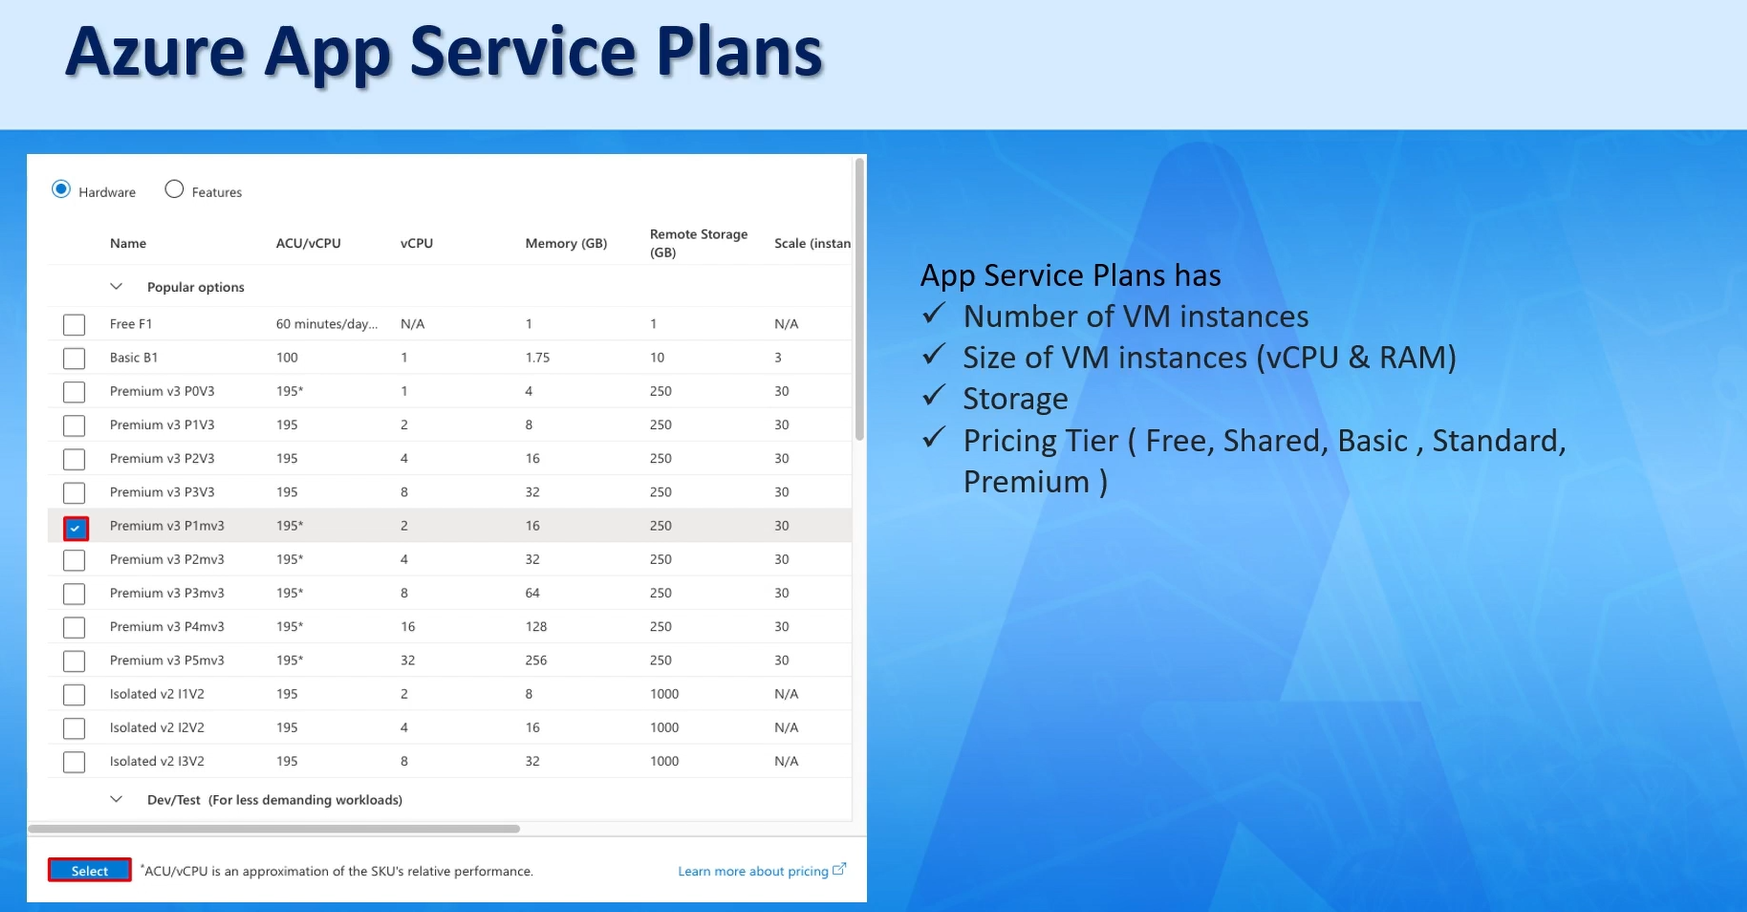 Azure App Service Plans
Hardware Features
Name ACU/vCPU vCPU Memory (GB) Remote Storage (GB) Scale (instan
Popular options
Free F1 60 minutes/day... N/A 1 1 N/A
Basic B1 100 1 1.75 10 3
Premium v3 P0V3 195* 1 4 250 30
Premium v3 P1V3 195 2 8 250 30
Premium v3 P2V3 195 4 16 250 30
Premium v3 P3V3 195 8 32 250 30
Premium v3 P1mv3 195* 2 16 250 30
Premium v3 P2mv3 195* 4 32 250 30
Premium v3 P3mv3 195* 8 64 250 30
Premium v3 P4mv3 195* 16 128 250 30
Premium v3 P5mv3 195* 32 256 250 30
Isolated v2 I1V2 195 2 8 1000 N/A
Isolated v2 I2V2 195 4 16 1000 N/A
Isolated v2 I3V2 195 8 32 1000 N/A
Dev/Test (For less demanding workloads)
Select *ACU/vCPU is an approximation of the SKU's relative performance. Learn more about pricing
App Service Plans has
✓ Number of VM instances
✓ Size of VM instances (vCPU & RAM)
✓ Storage
✓ Pricing Tier ( Free, Shared, Basic , Standard,
Premium )